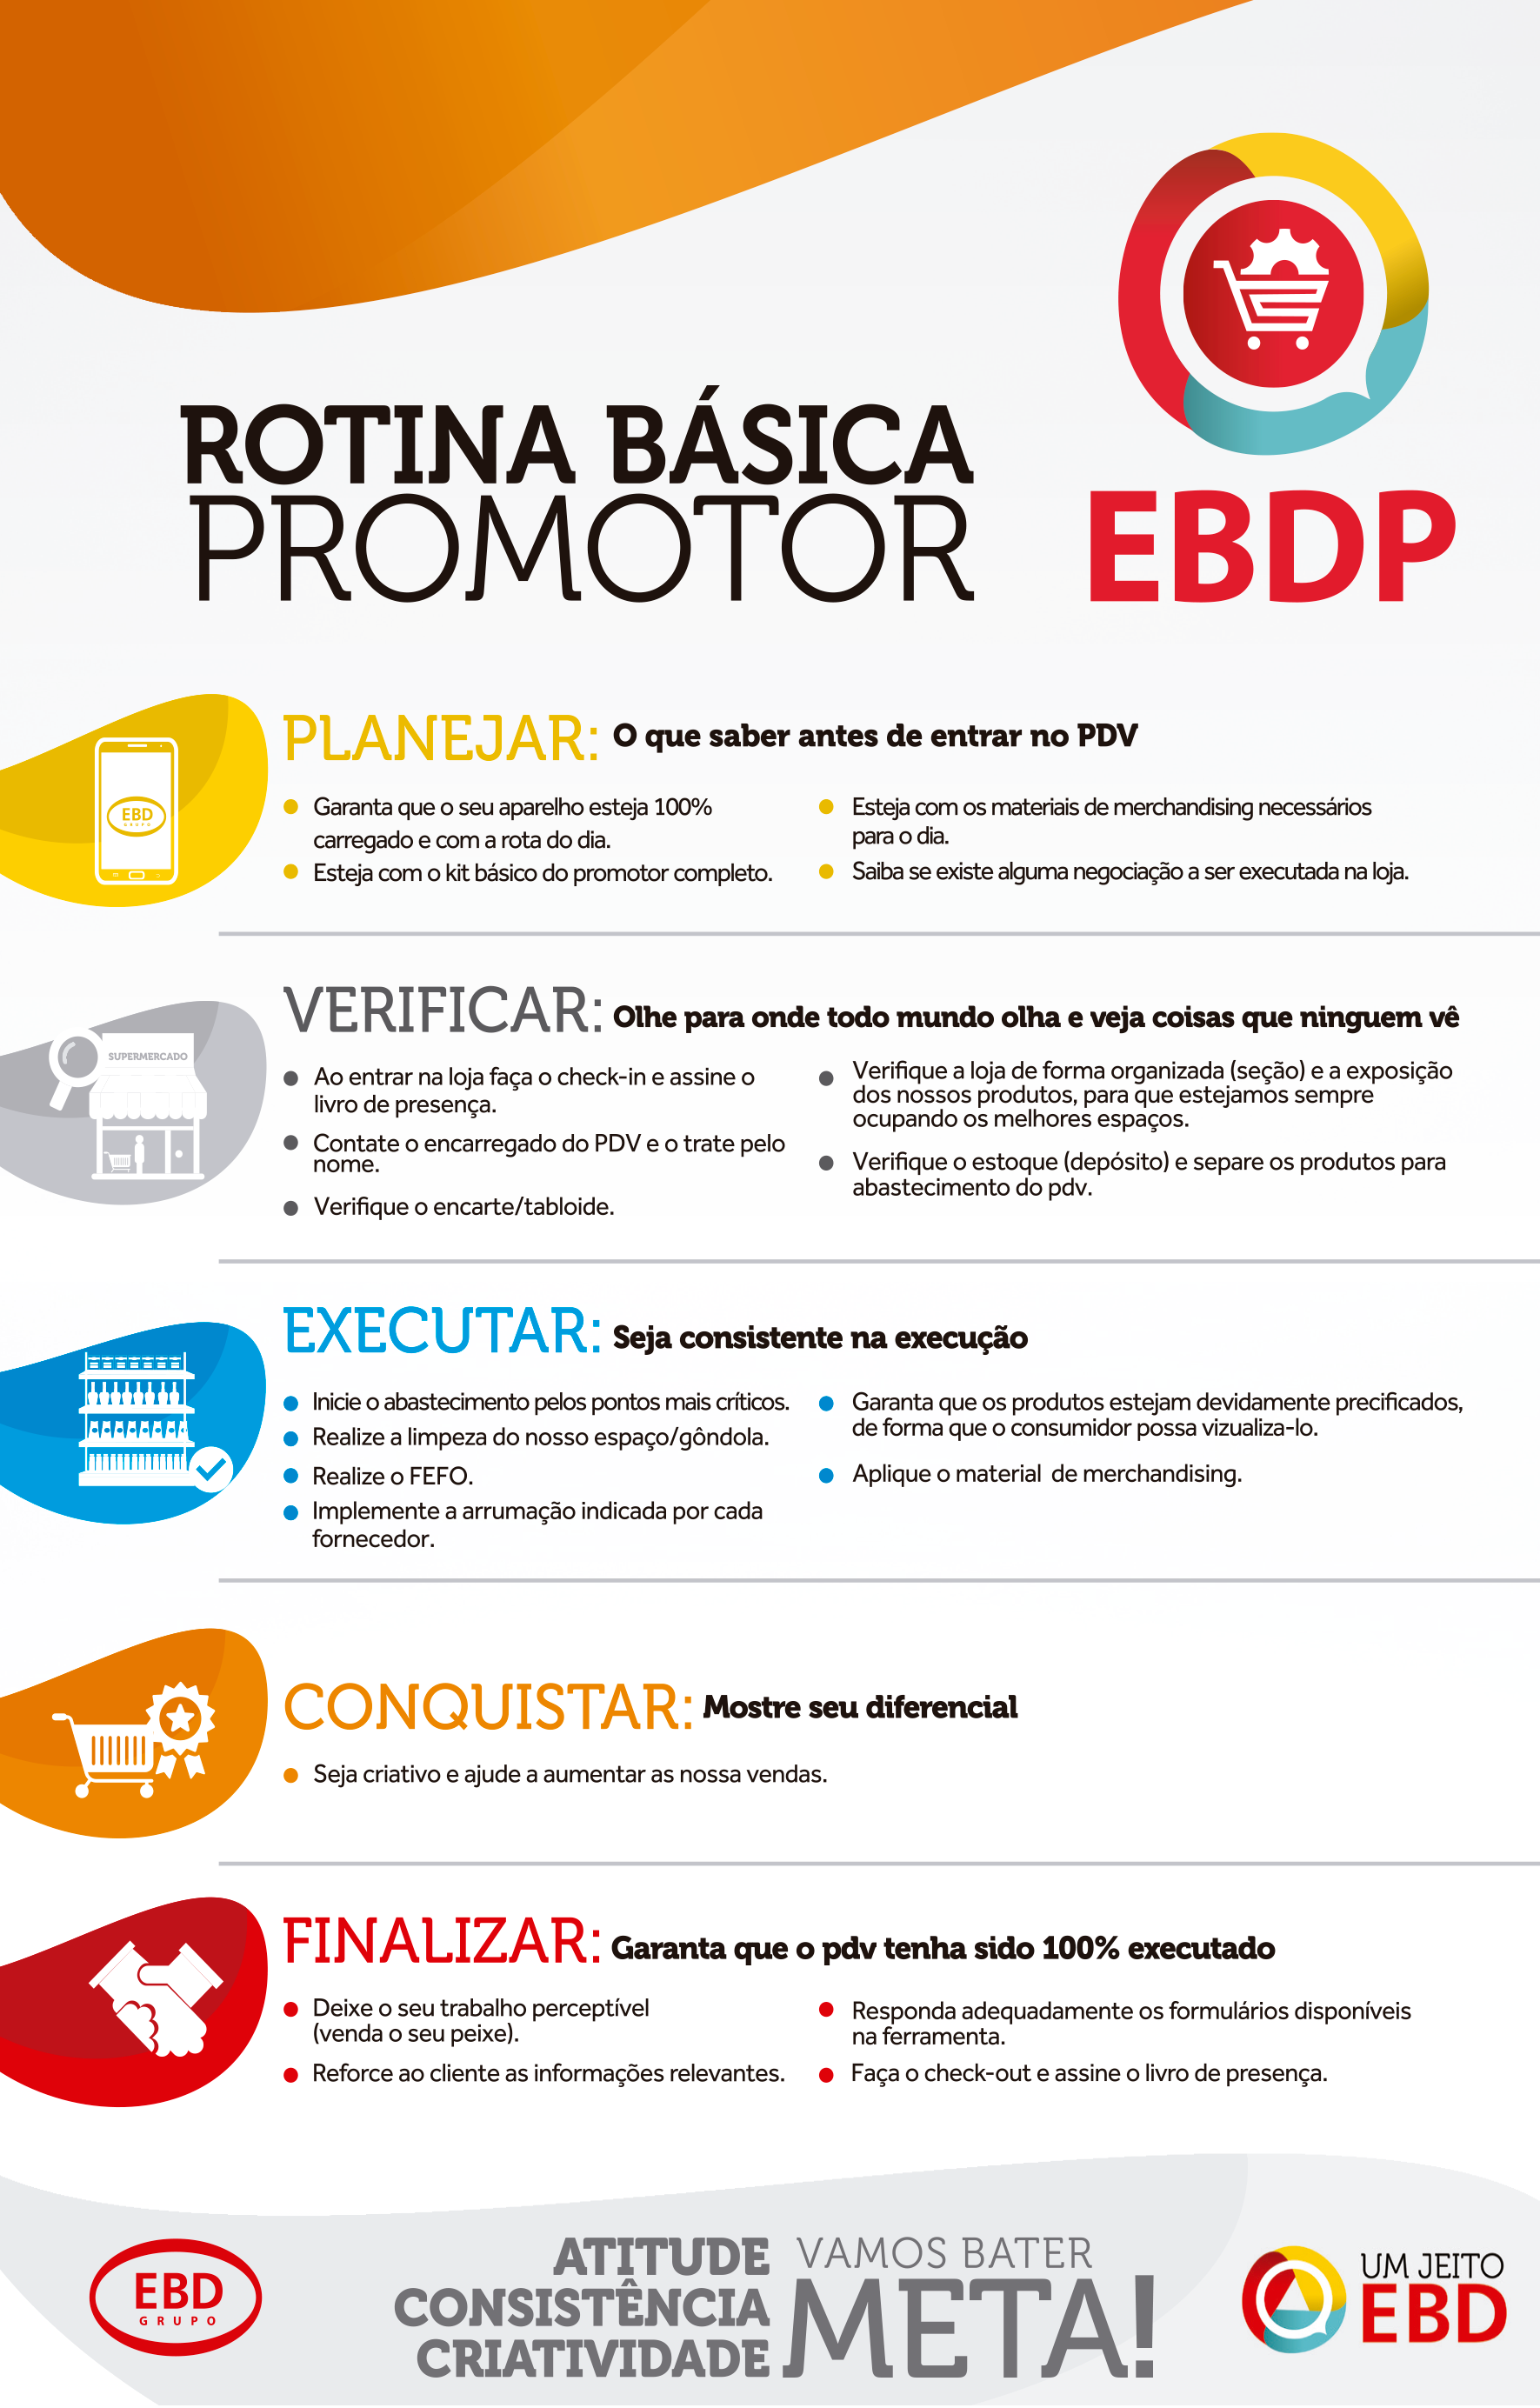 ROTINA BÁSICA
PROMOTOR
EBDP
PLANEJAR: O que saber antes de entrar no PDV
EBD
GRUPO
Garanta que o seu aparelho esteja 100%
carregado e com a rota do dia.
Esteja com o kit básico do promotor completo.
Esteja com os materiais de merchandising necessários
para o dia.
Saiba se existe alguma negociação a ser executada na loja.
VERIFICAR: Olhe para onde todo mundo olha e veja coisas que ninguem vê
SUPERMERCADO
Ao entrar na loja faça o check-in e assine o
livro de presença.
Contate o encarregado do PDV e o trate pelo
nome.
Verifique o encarte/tabloide.
Verifique a loja de forma organizada (seção) e a exposição
dos nossos produtos, para que estejamos sempre
ocupando os melhores espaços.
Verifique o estoque (depósito) e separe os produtos para
abastecimento do pdv.
EXECUTAR: Seja consistente na execução
Inicie o abastecimento pelos pontos mais críticos.
Realize a limpeza do nosso espaço/gôndola.
Realize o FEFO.
Implemente a arrumação indicada por cada
fornecedor.
Garanta que os produtos estejam devidamente precificados,
de forma que o consumidor possa vizualiza-lo.
Aplique o material de merchandising.
CONQUISTAR: Mostre seu diferencial
Seja criativo e ajude a aumentar as nossa vendas.
FINALIZAR: Garanta que o pdv tenha sido 100% executado
Deixe o seu trabalho perceptível
(venda o seu peixe).
Reforce ao cliente as informações relevantes.
Responda adequadamente os formulários disponíveis
na ferramenta.
Faça o check-out e assine o livro de presença.
EBD
GRUPO
ATITUDE
CONSISTÊNCIA
CRIATIVIDADE
VAMOS BATER
META!
UM JEITO
EBD